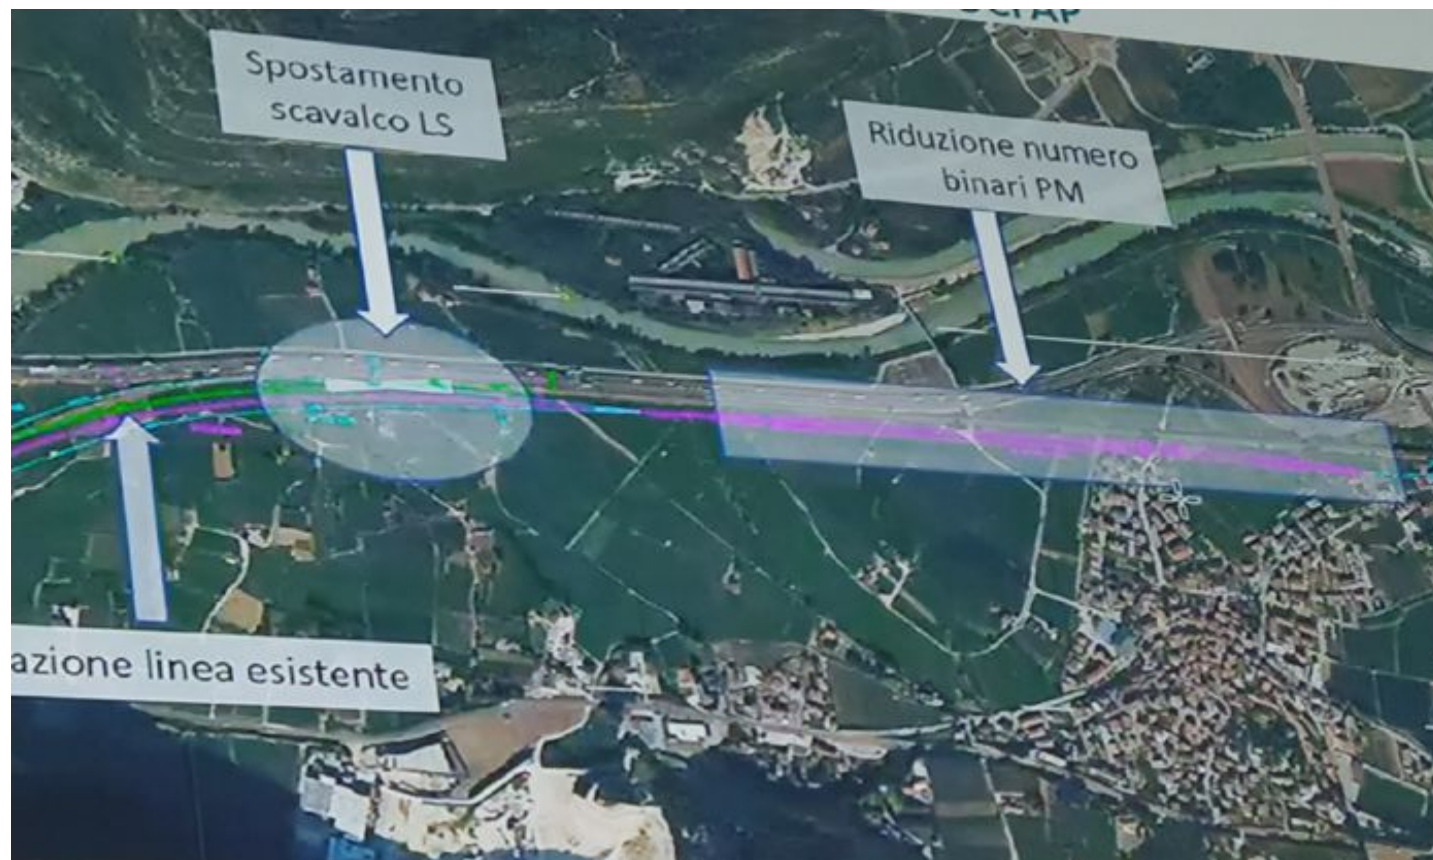 Spostamento
scavalco LS
Riduzione numero
binari PM
azione linea esistente